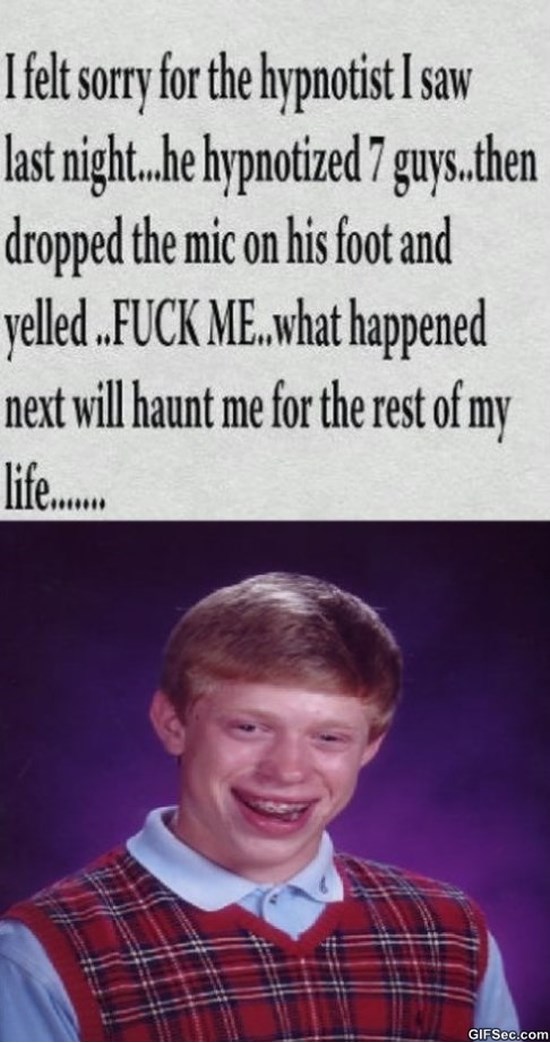 I felt sorry for the hypnotist I saw
last night...he hypnotized 7 guys..then
dropped the mic on his foot and
yelled ..FUCK ME..what happened
next will haunt me for the rest of my
life.......
GIFSec.com